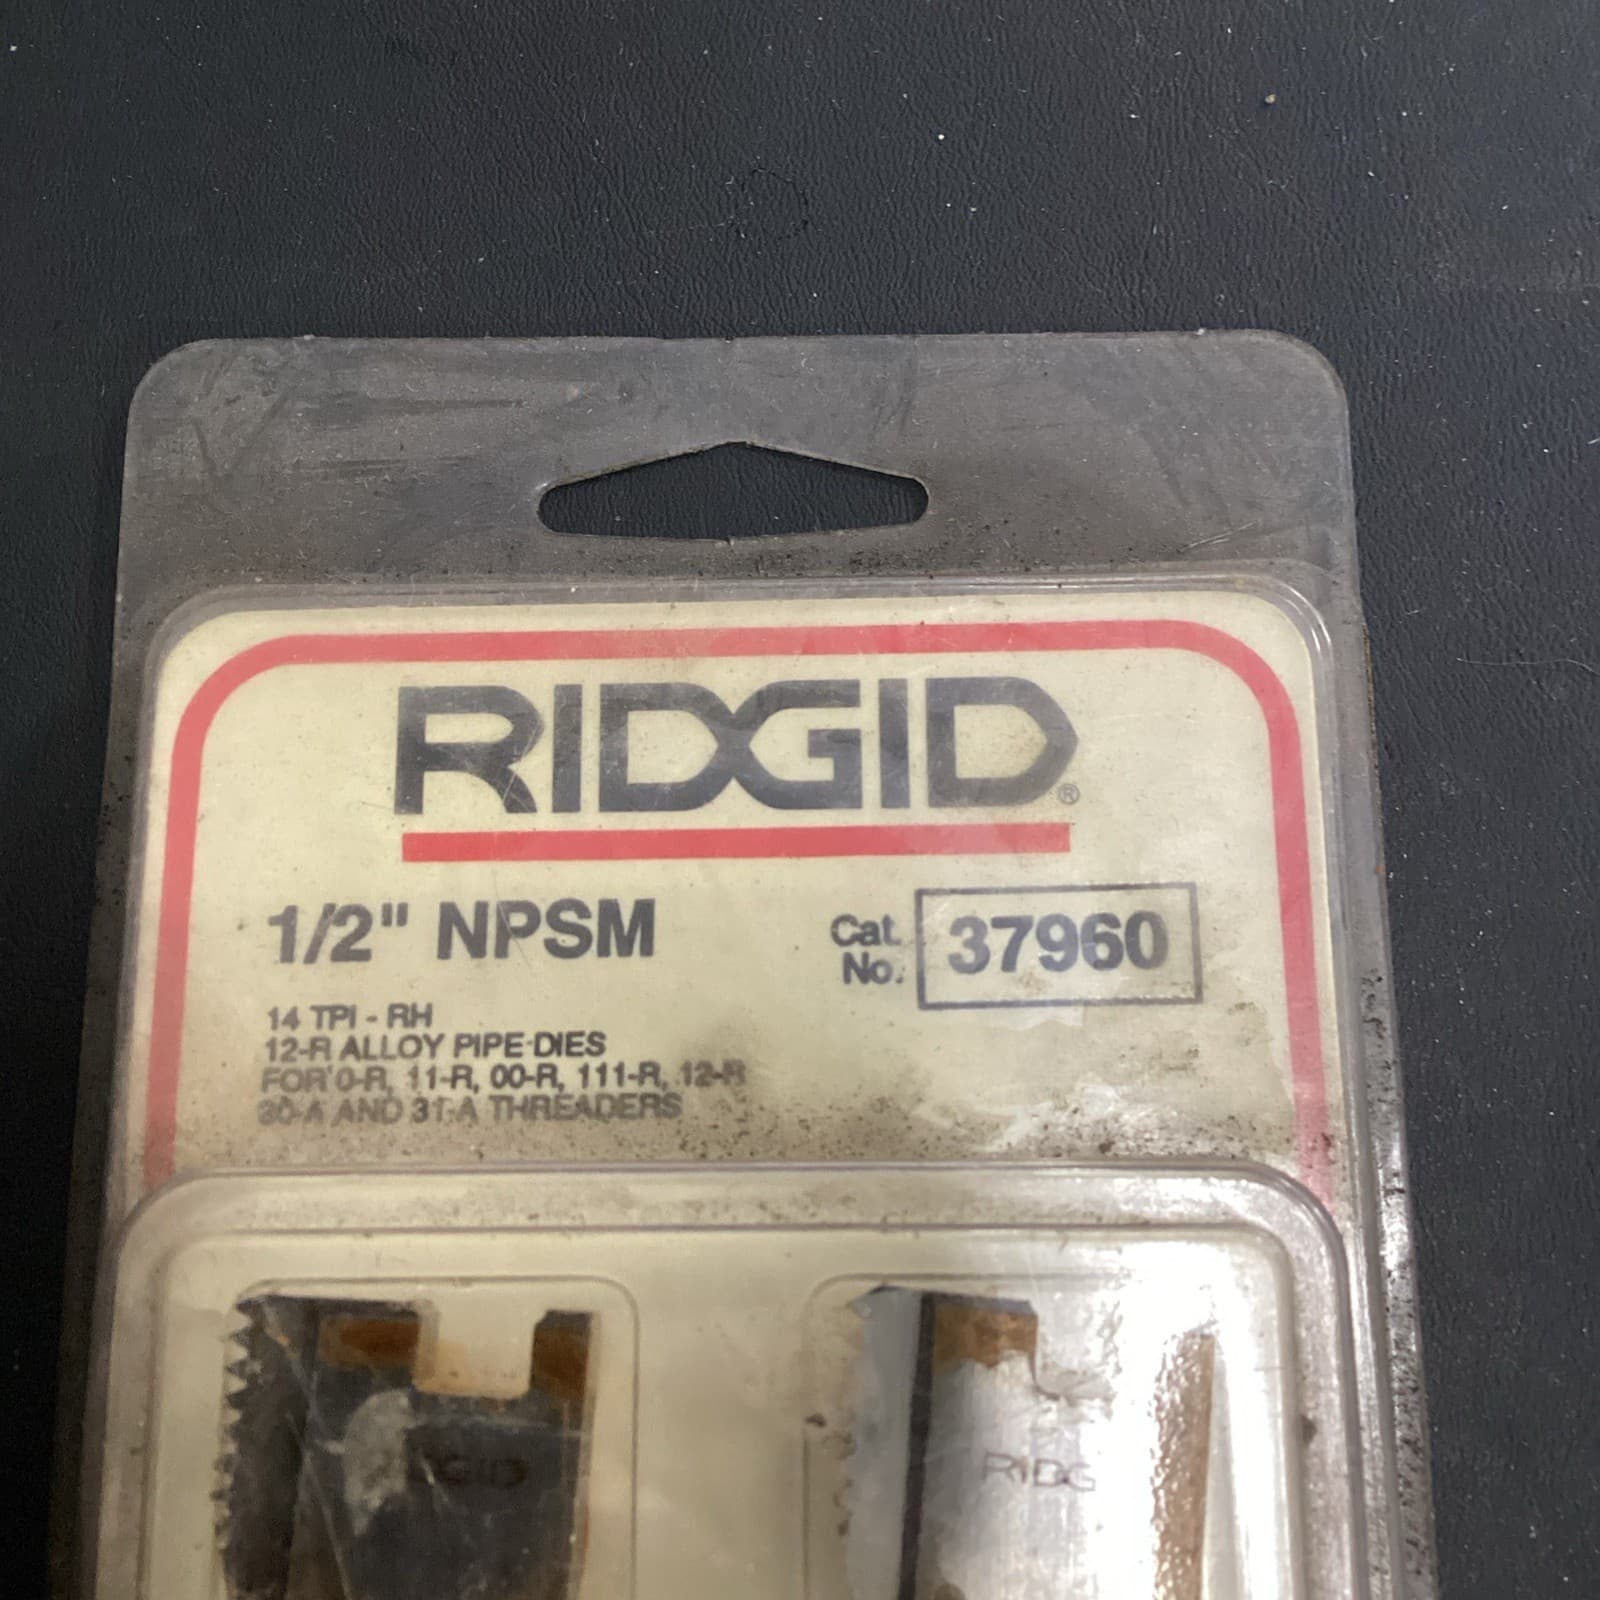 RIDGID®
1/2" NPSM
Cat. No. 37960
14 TPI - RH
12-R ALLOY PIPE DIES
FOR 0-R, 11-R, 00-R, 111-R, 12-R
30-A AND 31-A THREADERS
RIDG